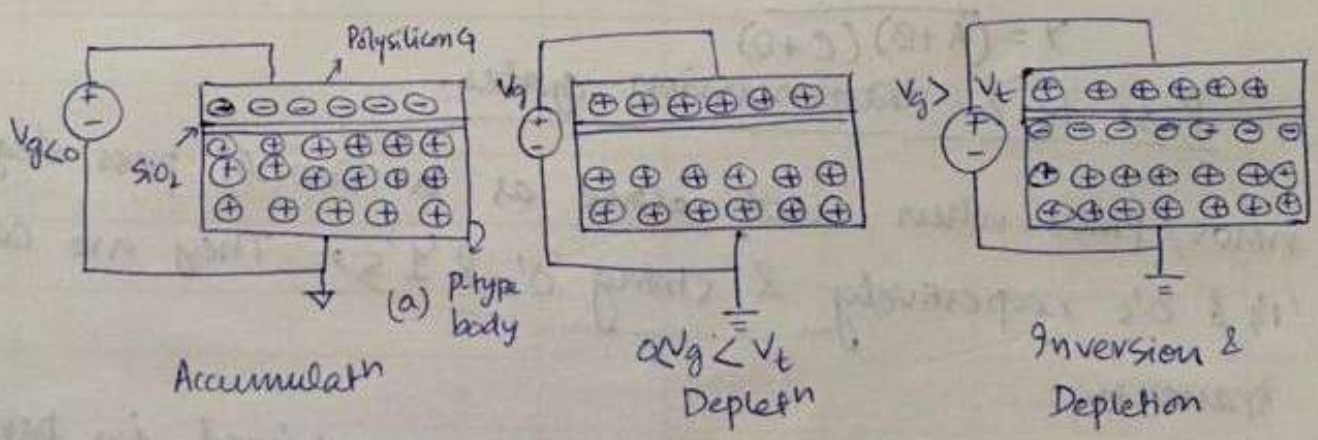 Y = (A+B) (C+D)
Polysilicon G
Vg<0
SiO2
(a) p-type
body
Accumulatn
Vg
0<Vg < Vt
Depletn
Vg > Vt
Inversion &
Depletion